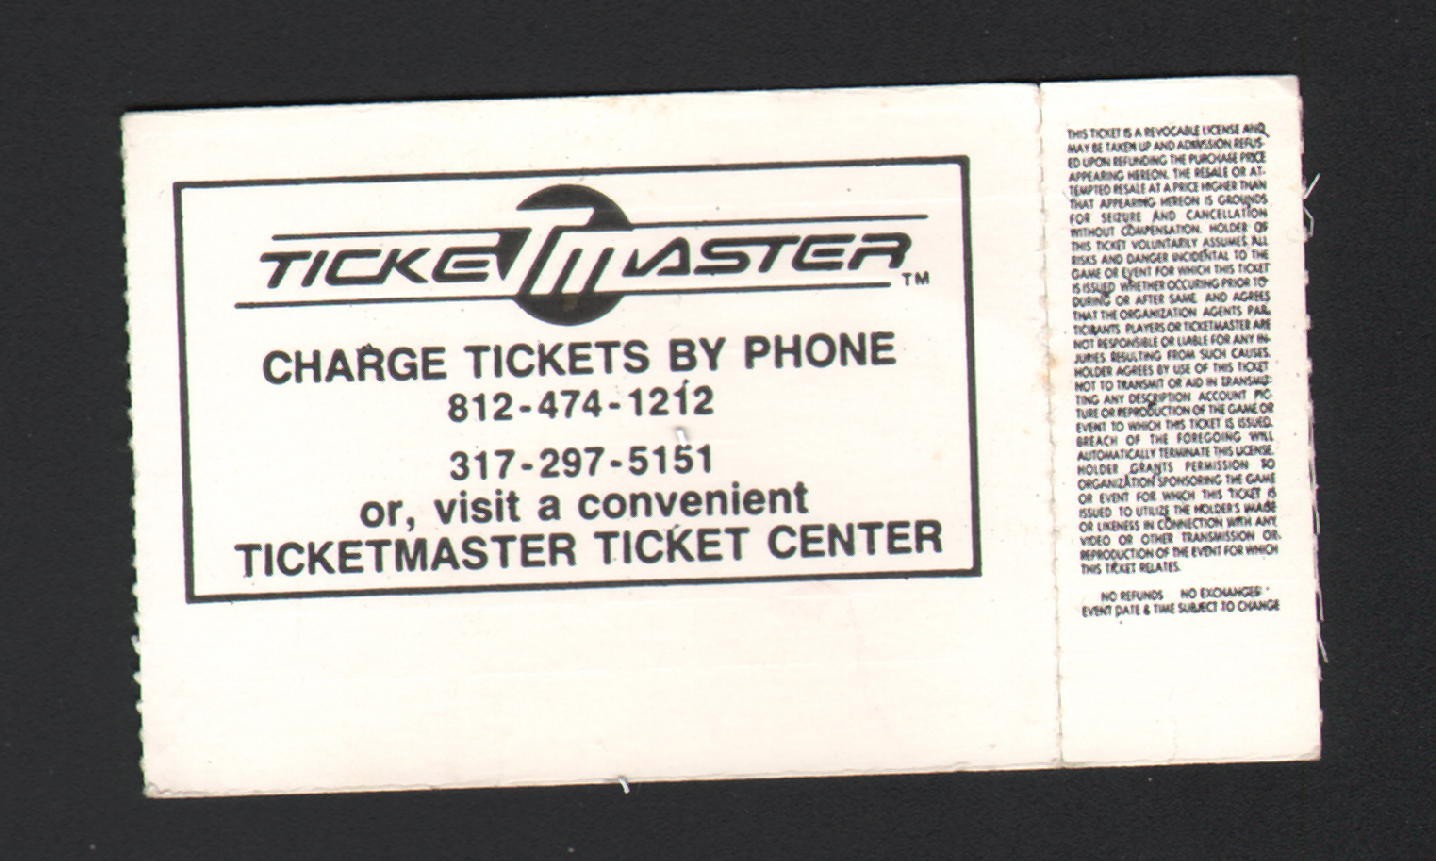 TICKETMASTER
TM
CHARGE TICKETS BY PHONE
812-474-1212
317-297-5151
or, visit a convenient
TICKETMASTER TICKET CENTER
THIS TICKET IS A REVOCABLE LICENSE AND
MAY BE TAKEN UP AND ADMISSION REFUS-
ED UPON REFUNDING THE PURCHASE PRICE
APPEARING HEREON. THE RESALE OR AT-
TEMPTED RESALE AT A PRICE HIGHER THAN
THAT APPEARING HEREON IS GROUNDS
FOR SEIZURE AND CANCELLATION
WITHOUT COMPENSATION. HOLDER OF
THIS TICKET VOLUNTARILY ASSUMES ALL
RISKS AND DANGER INCIDENTAL TO THE
GAME OR EVENT FOR WHICH THIS TICKET
IS ISSUED WHETHER OCCURING PRIOR TO
DURING OR AFTER SAME. AND AGREES
THAT THE ORGANIZATION AGENTS PAR-
TICIPANTS PLAYERS OR TICKETMASTER ARE
NOT RESPONSIBLE OR LIABLE FOR ANY IN-
JURIES RESULTING FROM SUCH CAUSES.
HOLDER AGREES BY USE OF THIS TICKET
NOT TO TRANSMIT OR AID IN TRANSMIT-
TING ANY DESCRIPTION ACCOUNT PIC-
TURE OR REPRODUCTION OF THE GAME OR
EVENT TO WHICH THIS TICKET IS ISSUED.
BREACH OF THE FOREGOING WILL
AUTOMATICALLY TERMINATE THIS LICENSE.
HOLDER GRANTS PERMISSION TO
ORGANIZATION SPONSORING THE GAME
OR EVENT FOR WHICH THIS TICKET IS
ISSUED TO UTILIZE THE HOLDER'S IMAGE
OR LIKENESS IN CONNECTION WITH ANY
VIDEO OR OTHER TRANSMISSION OR
REPRODUCTION OF THE EVENT FOR WHICH
THIS TICKET RELATES.
NO REFUNDS NO EXCHANGES
EVENT DATE & TIME SUBJECT TO CHANGE